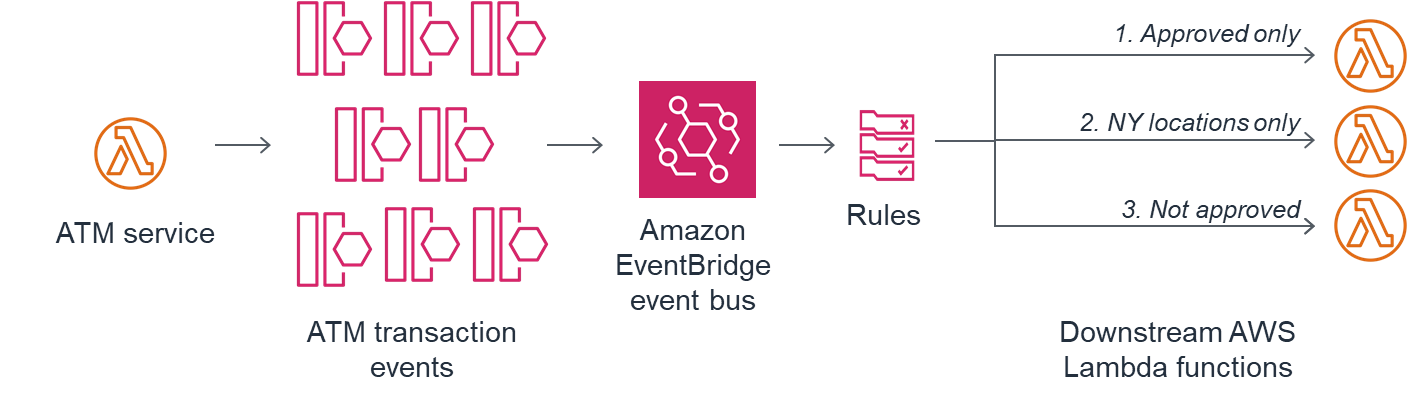 1. Approved only
2. NY locations only
3. Not approved
ATM service
Rules
Amazon
EventBridge
event bus
ATM transaction
events
Downstream AWS
Lambda functions